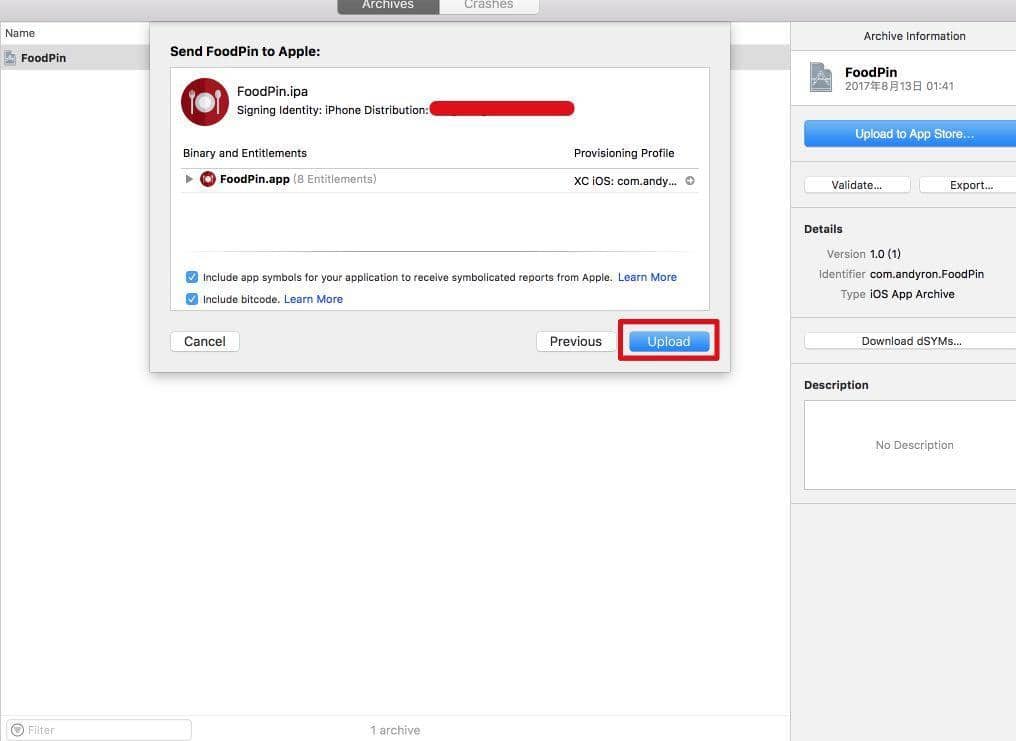 Archives
Crashes
Name
FoodPin
Send FoodPin to Apple:
FoodPin.ipa
Signing Identity: iPhone Distribution:
Binary and Entitlements
Provisioning Profile
FoodPin.app (8 Entitlements)
XC iOS: com.andy...
Include app symbols for your application to receive symbolicated reports from Apple. Learn More
Include bitcode. Learn More
Cancel
Previous
Upload
Filter
1 archive
Archive Information
FoodPin
2017年8月13日 01:41
Upload to App Store...
Validate...
Export...
Details
Version 1.0 (1)
Identifier com.andyron.FoodPin
Type iOS App Archive
Download dSYMs...
Description
No Description